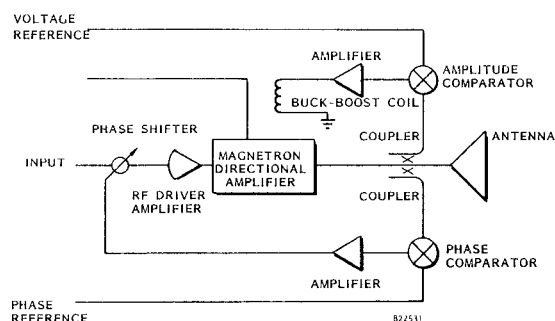 VOLTAGE
REFERENCE
AMPLIFIER
AMPLITUDE
COMPARATOR
BUCK-BOOST COIL
PHASE SHIFTER
COUPLER
ANTENNA
INPUT
MAGNETRON
DIRECTIONAL
AMPLIFIER
RF DRIVER
AMPLIFIER
COUPLER
PHASE
COMPARATOR
AMPLIFIER
PHASE
REFERENCE